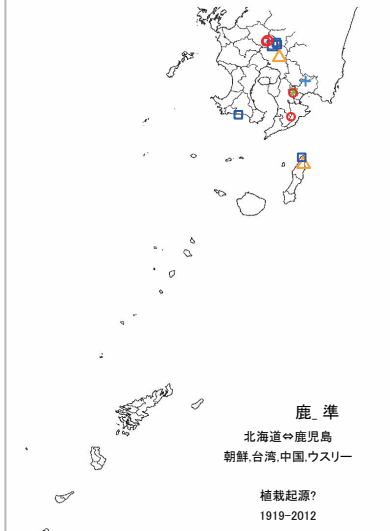 鹿_ 準
北海道⇔鹿児島
朝鮮,台湾,中国,ウスリー
植栽起源?
1919-2012